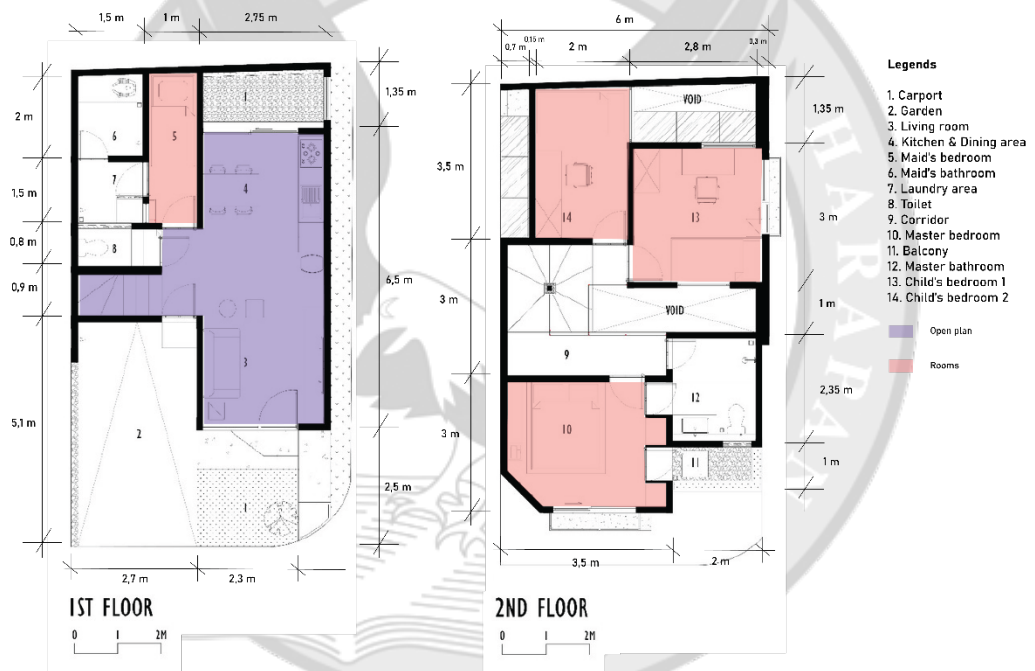 1,5 m
1 m
2,75 m
2 m
1,5 m
0,8 m
0,9 m
5,1 m
1,35 m
6,5 m
2,5 m
6
5
1
7
4
8
3
2
1
2,7 m
2,3 m
1ST FLOOR
0 1 2M
6 m
0,7 m
0,15 m
2 m
2,8 m
3,5 m
3 m
3 m
1,35 m
3 m
1 m
2,35 m
1 m
VOID
14
13
VOID
9
12
10
11
3,5 m
2 m
2ND FLOOR
0 1 2M
Legends
1. Carport
2. Garden
3. Living room
4. Kitchen & Dining area
5. Maid's bedroom
6. Maid's bathroom
7. Laundry area
8. Toilet
9. Corridor
10. Master bedroom
11. Balcony
12. Master bathroom
13. Child's bedroom 1
14. Child's bedroom 2
Open plan
Rooms
HARAPAN